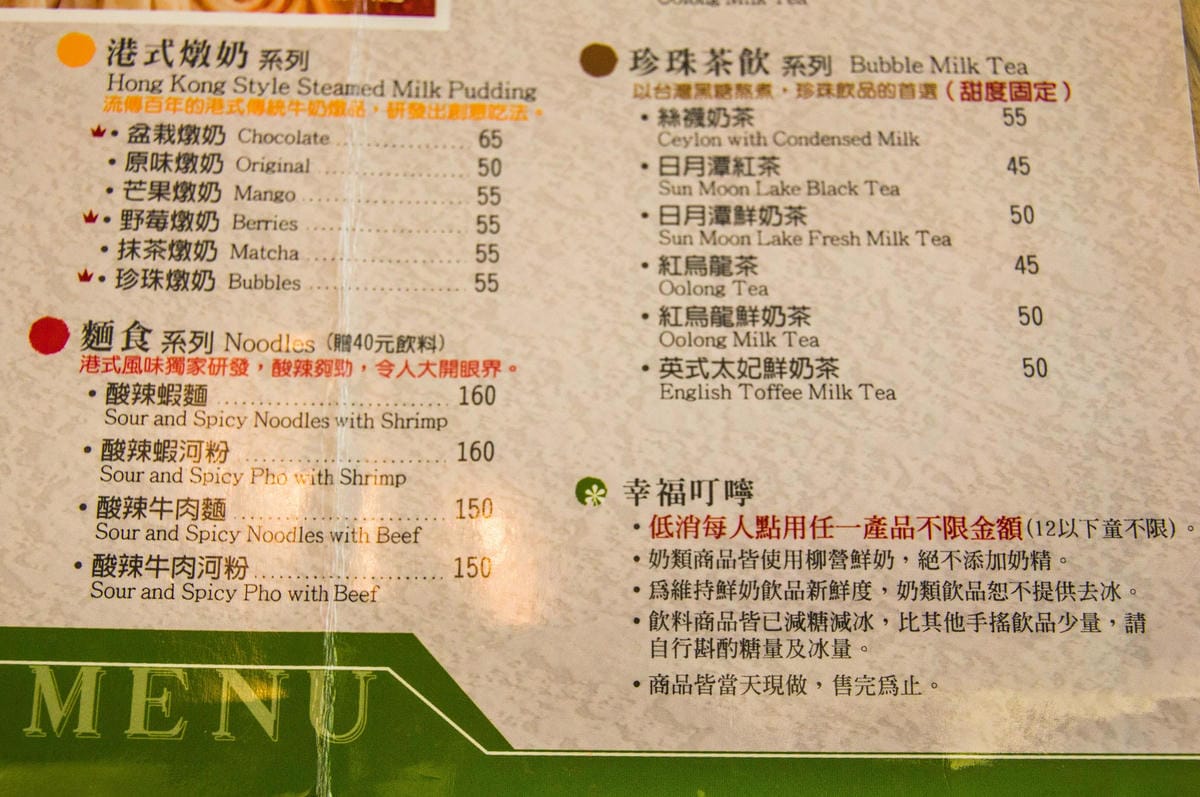 港式燉奶 系列
Hong Kong Style Steamed Milk Pudding
流傳百年的港式傳統牛奶燉品，研發出創意吃法。
• 盆栽燉奶 Chocolate 65
• 原味燉奶 Original 50
• 芒果燉奶 Mango 55
• 野莓燉奶 Berries 55
• 抹茶燉奶 Matcha 55
• 珍珠燉奶 Bubbles 55
麵食 系列 Noodles (贈40元飲料)
港式風味獨家研發，酸辣夠勁，令人大開眼界。
• 酸辣蝦麵 160
Sour and Spicy Noodles with Shrimp
• 酸辣蝦河粉 160
Sour and Spicy Pho with Shrimp
• 酸辣牛肉麵 150
Sour and Spicy Noodles with Beef
• 酸辣牛肉河粉 150
Sour and Spicy Pho with Beef
MENU
Oolong Milk Tea
珍珠茶飲 系列 Bubble Milk Tea
以台灣黑糖熬煮，珍珠飲品的首選(甜度固定)
• 絲襪奶茶 55
Ceylon with Condensed Milk
• 日月潭紅茶 45
Sun Moon Lake Black Tea
• 日月潭鮮奶茶 50
Sun Moon Lake Fresh Milk Tea
• 紅烏龍茶 45
Oolong Tea
• 紅烏龍鮮奶茶 50
Oolong Milk Tea
• 英式太妃鮮奶茶 50
English Toffee Milk Tea
幸福叮嚀
• 低消每人點用任一產品不限金額(12以下童不限)。
• 奶類商品皆使用柳營鮮奶，絕不添加奶精。
• 爲維持鮮奶飲品新鮮度，奶類飲品恕不提供去冰。
• 飲料商品皆已減糖減冰，比其他手搖飲品少量，請
自行斟酌糖量及冰量。
• 商品皆當天現做，售完爲止。